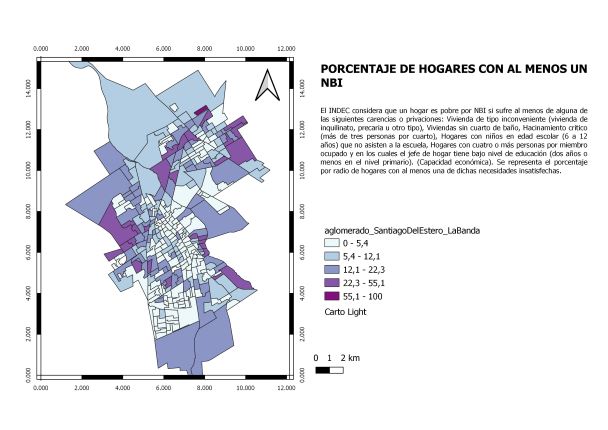 0.000 2.000 4.000 6.000 8.000 10.000 12.000
PORCENTAJE DE HOGARES CON AL MENOS UN
NBI
El INDEC considera que un hogar es pobre por NBI si sufre al menos de alguna de
las siguientes carencias o privaciones: Vivienda de tipo inconveniente (vivienda de
inquilinato, precaria u otro tipo), Viviendas sin cuarto de baño, Hacinamiento crítico
(más de tres personas por cuarto), Hogares con niños en edad escolar (6 a 12
años) que no asisten a la escuela, Hogares con cuatro o más personas por miembro
ocupado y en los cuales el jefe de hogar tiene bajo nivel de educación (dos años o
menos en el nivel primario). (Capacidad económica). Se representa el porcentaje
por radio de hogares con al menos una de dichas necesidades insatisfechas.
aglomerado_SantiagoDelEstero_LaBanda
0 - 5,4
5,4 - 12,1
12,1 - 22,3
22,3 - 55,1
55,1 - 100
Carto Light
0 1 2 km
14.000
12.000
10.000
8.000
6.000
4.000
2.000
0.000
14.000
12.000
10.000
8.000
6.000
4.000
2.000
0.000
0.000 2.000 4.000 6.000 8.000 10.000 12.000